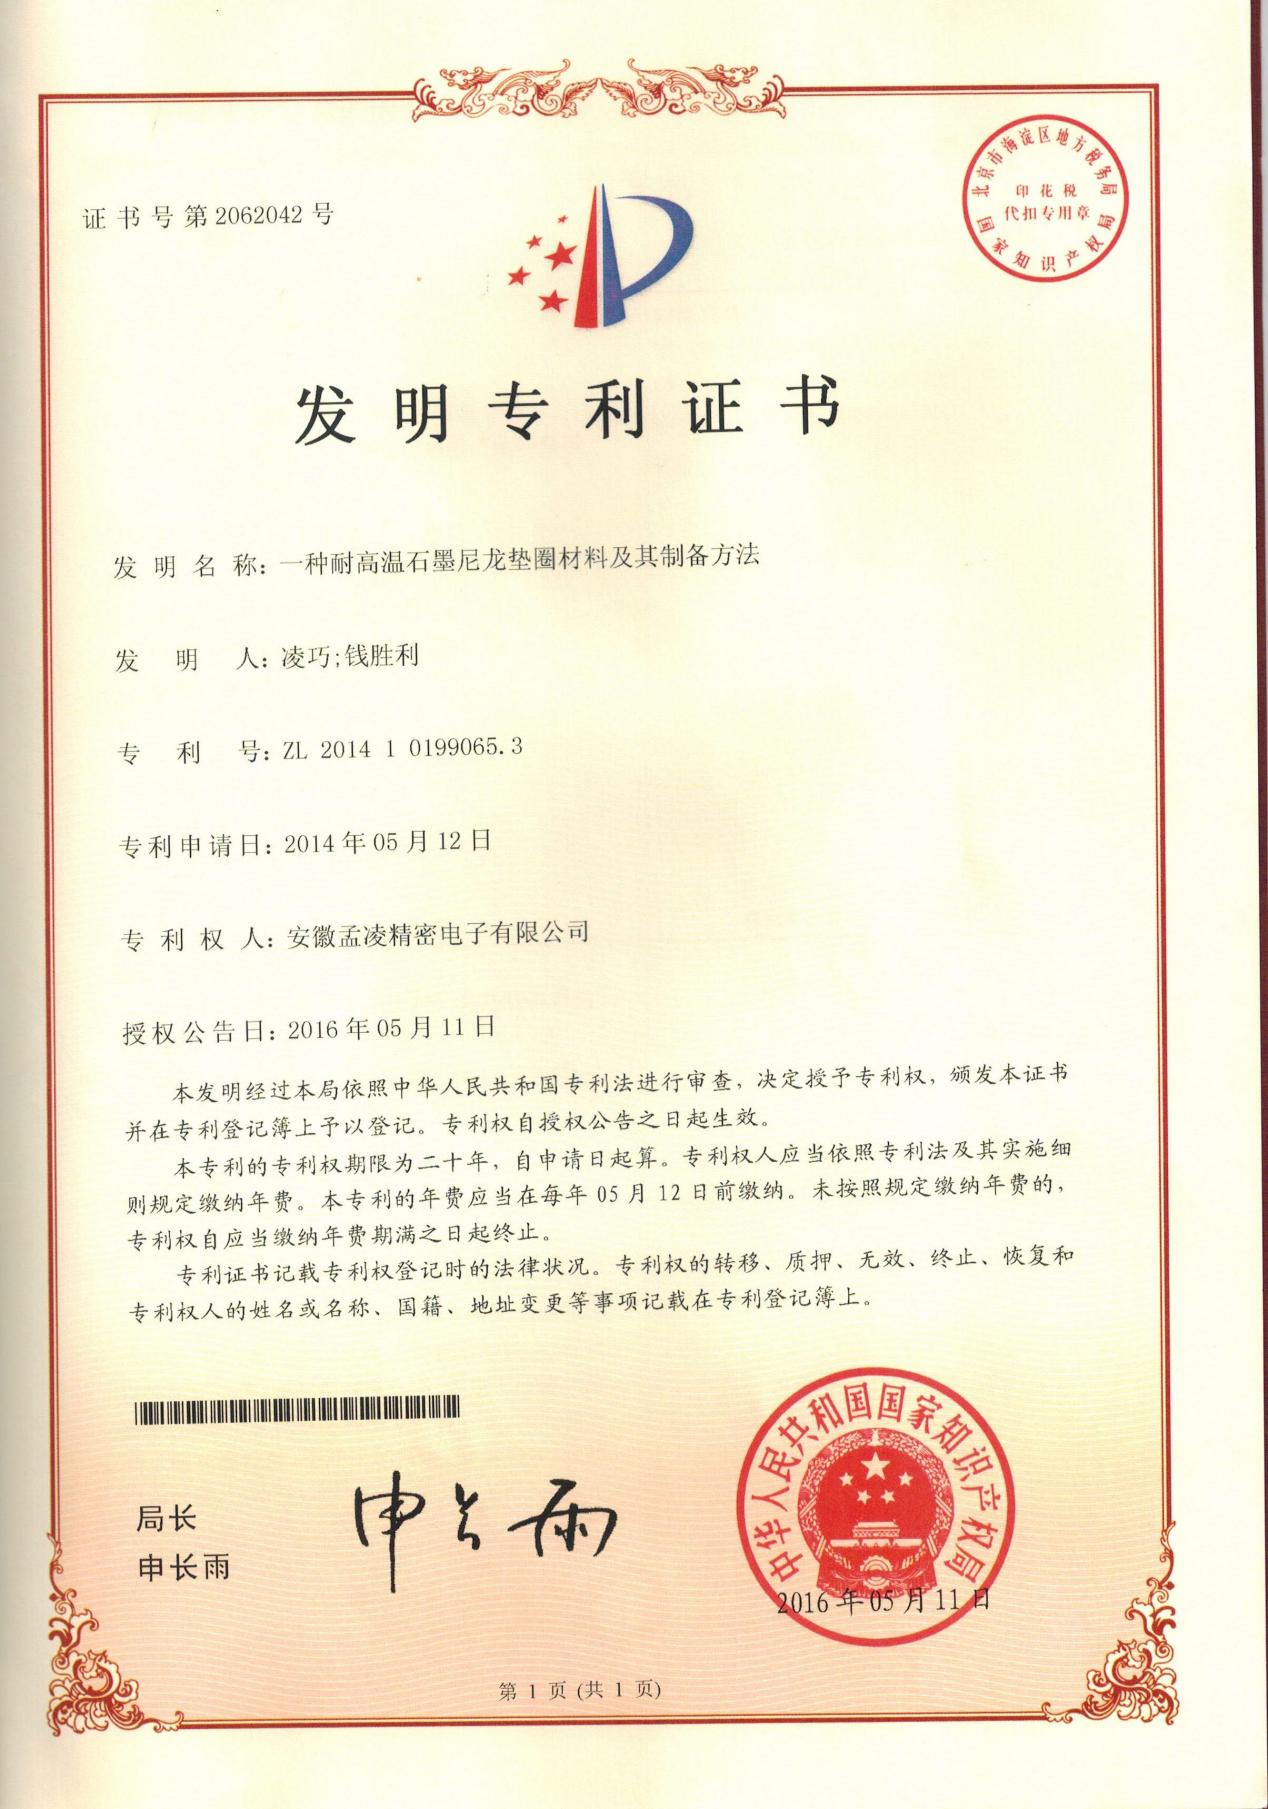 证书号第2062042号
北京市海淀区地方税务局
印花税
代扣专用章
国家知识产权局
发明专利证书
发明名称：一种耐高温石墨尼龙垫圈材料及其制备方法
发明人：凌巧;钱胜利
专利号：ZL 2014 1 0199065.3
专利申请日：2014年05月12日
专利权人：安徽孟凌精密电子有限公司
授权公告日：2016年05月11日
本发明经过本局依照中华人民共和国专利法进行审查，决定授予专利权，颁发本证书
并在专利登记簿上予以登记。专利权自授权公告之日起生效。
本专利的专利权期限为二十年，自申请日起算。专利权人应当依照专利法及其实施细
则规定缴纳年费。本专利的年费应当在每年05月12日前缴纳。未按照规定缴纳年费的，
专利权自应当缴纳年费期满之日起终止。
专利证书记载专利权登记时的法律状况。专利权的转移、质押、无效、终止、恢复和
专利权人的姓名或名称、国籍、地址变更等事项记载在专利登记簿上。
局长
申长雨
申长雨
中华人民共和国国家知识产权局
2016年05月11日
第1页(共1页)